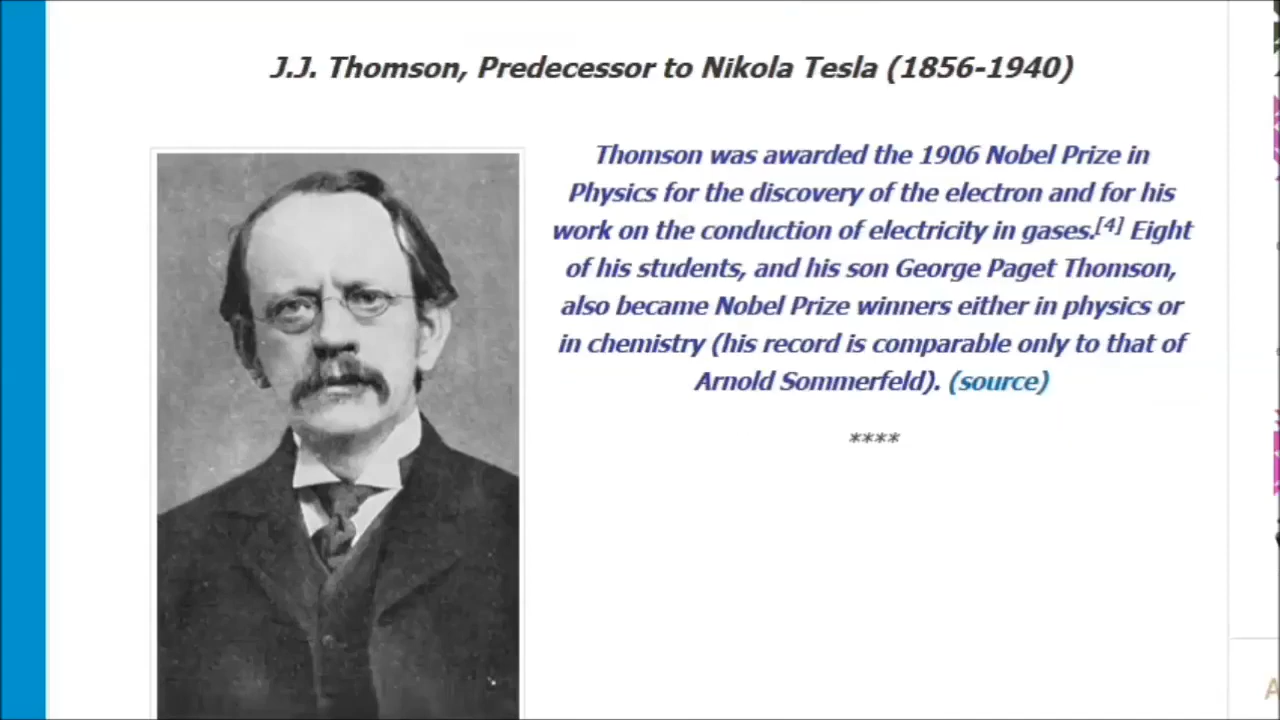 J.J. Thomson, Predecessor to Nikola Tesla (1856-1940)
Thomson was awarded the 1906 Nobel Prize in
Physics for the discovery of the electron and for his
work on the conduction of electricity in gases.[4] Eight
of his students, and his son George Paget Thomson,
also became Nobel Prize winners either in physics or
in chemistry (his record is comparable only to that of
Arnold Sommerfeld). (source)
****